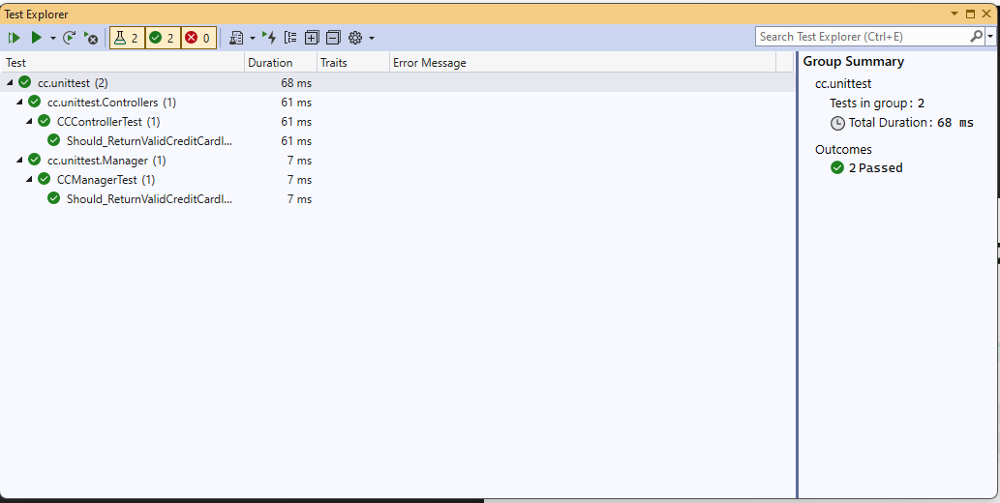 Test Explorer
2 2 0
Search Test Explorer (Ctrl+E)
Test Duration Traits Error Message
cc.unittest (2) 68 ms
cc.unittest.Controllers (1) 61 ms
CCControllerTest (1) 61 ms
Should_ReturnValidCreditCardI... 61 ms
cc.unittest.Manager (1) 7 ms
CCManagerTest (1) 7 ms
Should_ReturnValidCreditCardI... 7 ms
Group Summary
cc.unittest
Tests in group: 2
Total Duration: 68 ms
Outcomes
2 Passed